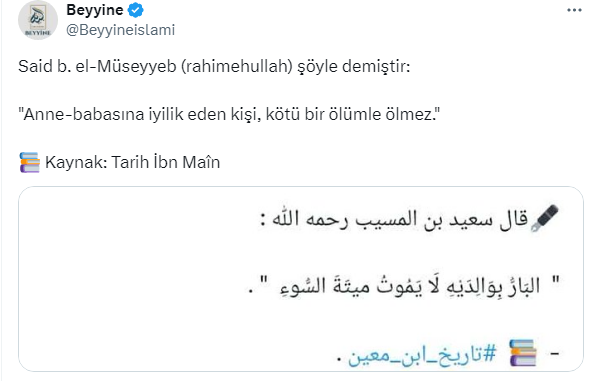 Beyyine
@Beyyineislami
BEYYİNE
Said b. el-Müseyyeb (rahimehullah) şöyle demiştir:
"Anne-babasına iyilik eden kişi, kötü bir ölümle ölmez."
📚 Kaynak: Tarih İbn Maîn
🖋قال سعيد بن المسيب رحمه الله :
" البَارُّ بِوَالِدَيْهِ لَا يَمُوتُ ميتَةَ السُّوءِ " .
- 📚 #تاريخ_ابن_معين .